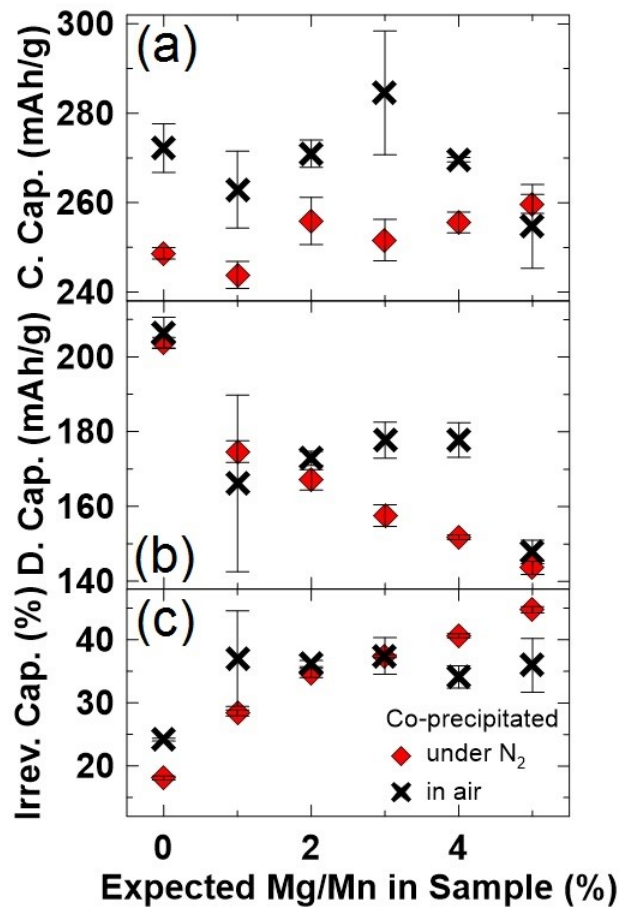 (a)
C. Cap. (mAh/g)
300
280
260
240
(b)
D. Cap. (mAh/g)
200
180
160
140
(c)
Irrev. Cap. (%)
40
30
20
Co-precipitated
under N₂
in air
0 2 4
Expected Mg/Mn in Sample (%)